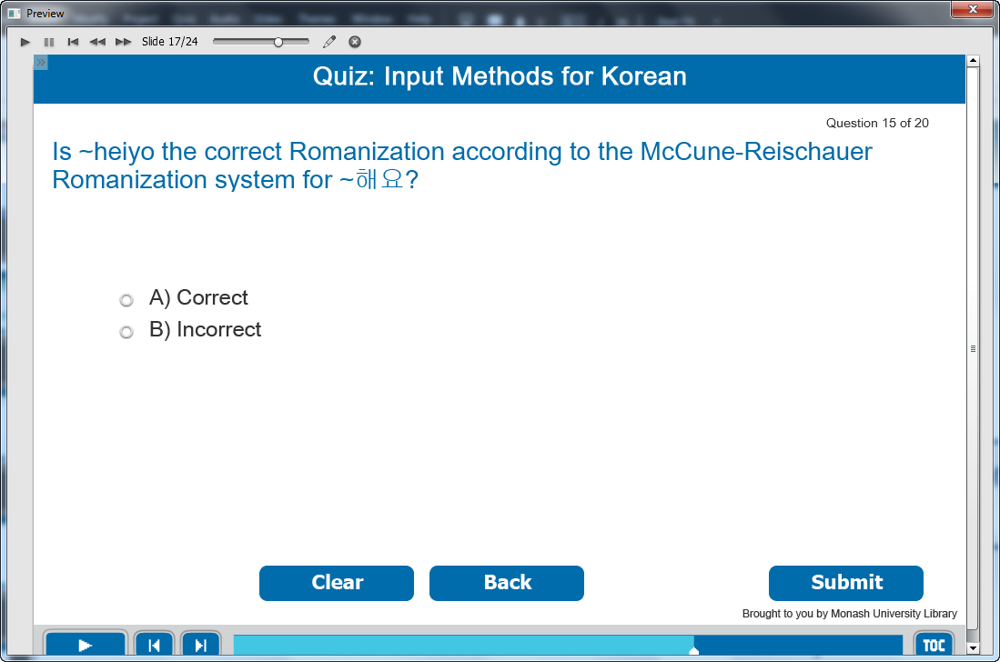 Preview
Slide 17/24
Quiz: Input Methods for Korean
Question 15 of 20
Is ~heiyo the correct Romanization according to the McCune-Reischauer
Romanization system for ~해요?
A) Correct
B) Incorrect
Clear
Back
Submit
Brought to you by Monash University Library
TOC